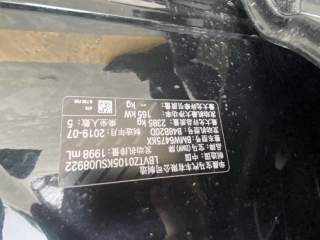 华晨宝马汽车有限公司制造
制造国：中国 品牌：宝马(BMW)牌
整车型号：BMW6475XX
发动机型号：B48B20D
最大允许总质量：2385 kg
发动机最大净功率：165 kW
LBVTZ0105KSU08922
发动机排量：1998 mL
制造年月：2019-07
乘坐人数：5